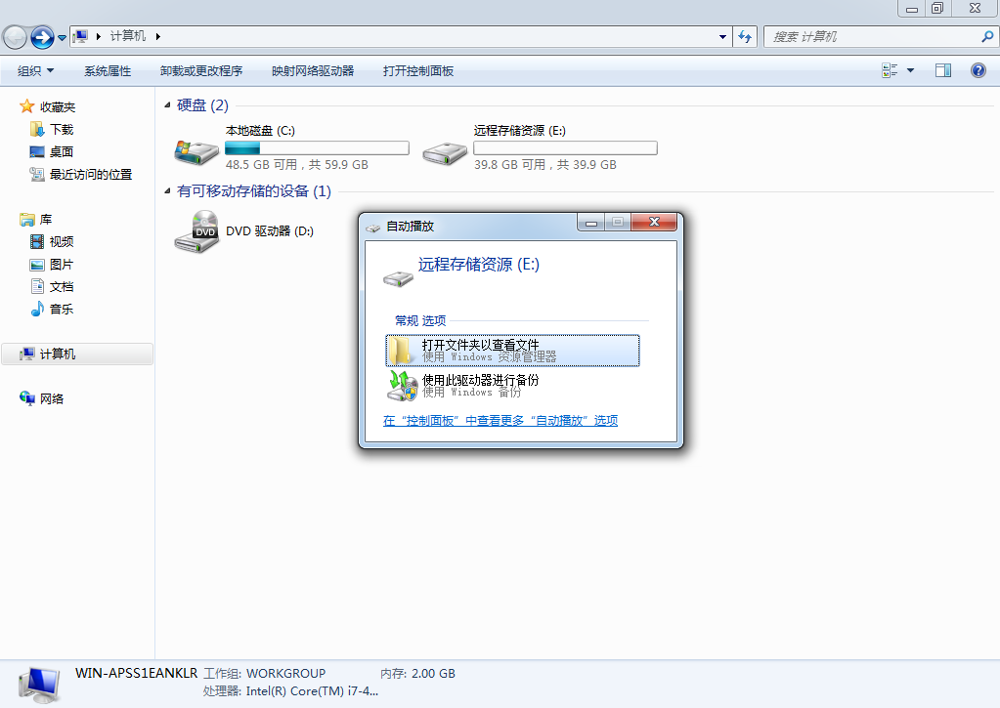 计算机
搜索 计算机
组织 系统属性 卸载或更改程序 映射网络驱动器 打开控制面板
收藏夹
下载
桌面
最近访问的位置
库
视频
图片
文档
音乐
计算机
网络
硬盘 (2)
本地磁盘 (C:)
48.5 GB 可用，共 59.9 GB
远程存储资源 (E:)
39.8 GB 可用，共 39.9 GB
有可移动存储的设备 (1)
DVD
DVD 驱动器 (D:)
自动播放
远程存储资源 (E:)
常规 选项
打开文件夹以查看文件
使用 Windows 资源管理器
使用此驱动器进行备份
使用 Windows 备份
在“控制面板”中查看更多“自动播放”选项
WIN-APSS1EANKLR 工作组: WORKGROUP 内存: 2.00 GB
处理器: Intel(R) Core(TM) i7-4...